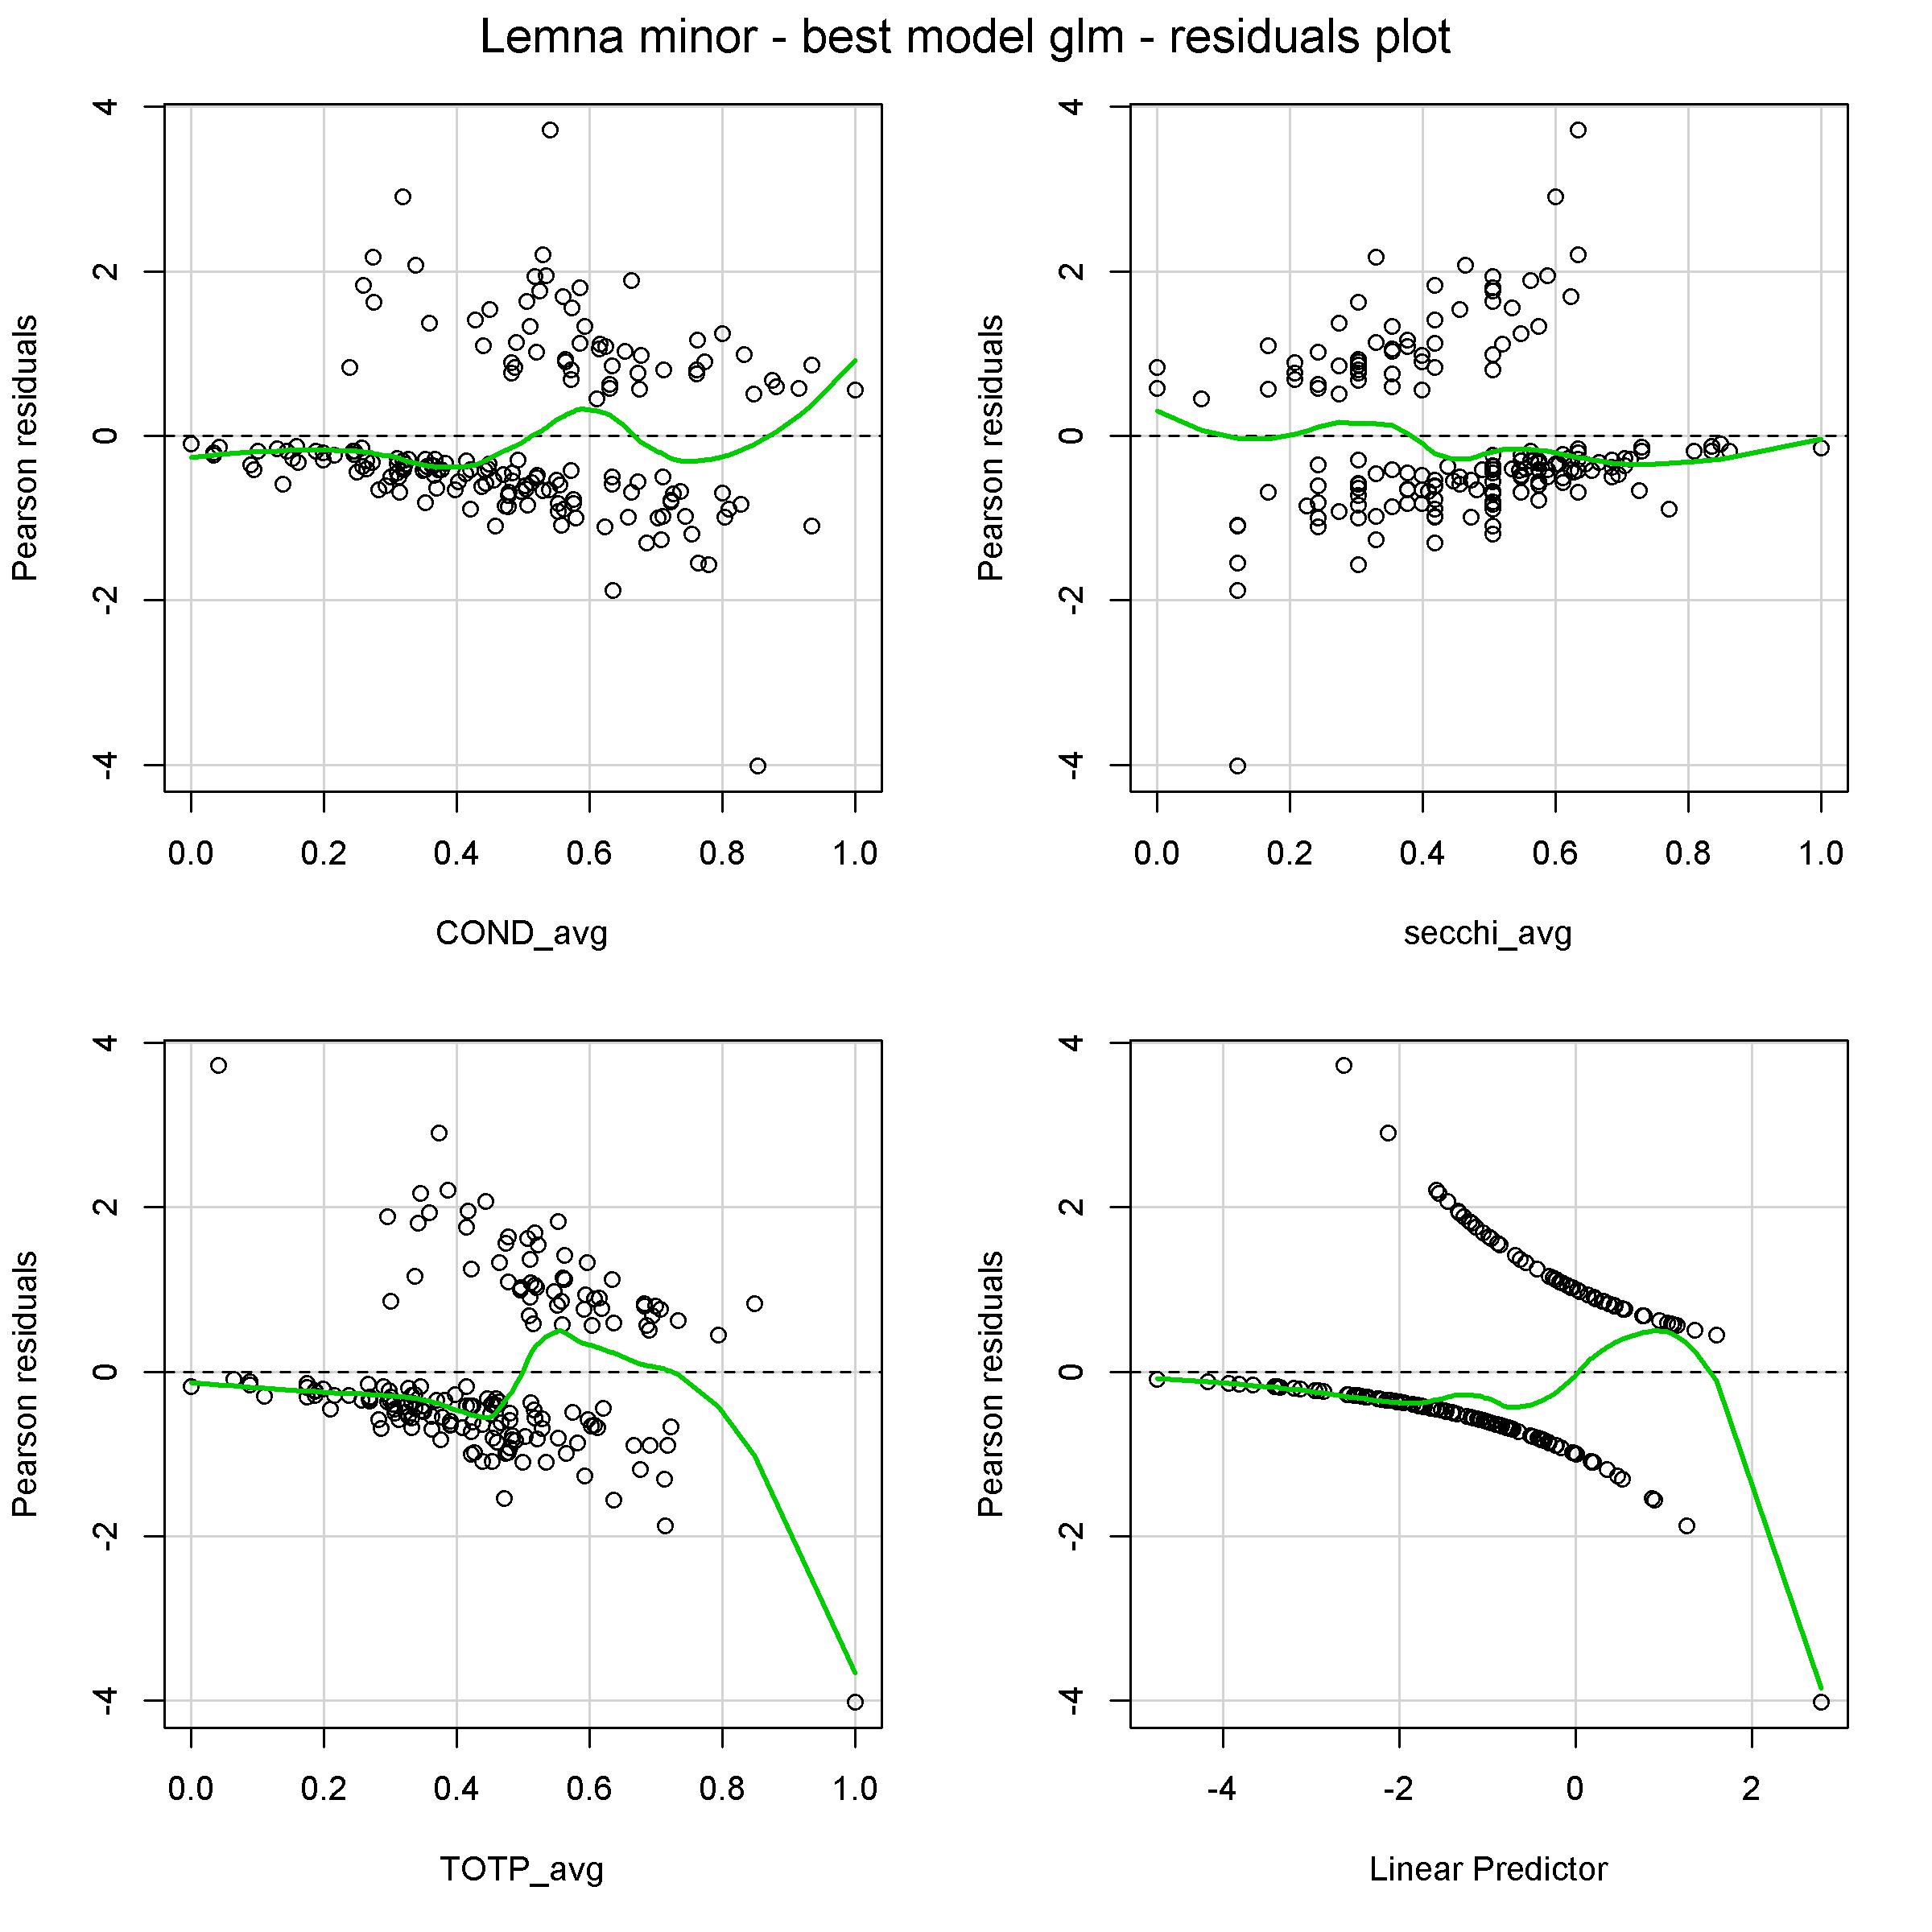 Lemna minor - best model glm - residuals plot
4
2
0
-2
-4
Pearson residuals
0.0 0.2 0.4 0.6 0.8 1.0
COND_avg
4
2
0
-2
-4
Pearson residuals
0.0 0.2 0.4 0.6 0.8 1.0
secchi_avg
4
2
0
-2
-4
Pearson residuals
0.0 0.2 0.4 0.6 0.8 1.0
TOTP_avg
4
2
0
-2
-4
Pearson residuals
-4 -2 0 2
Linear Predictor